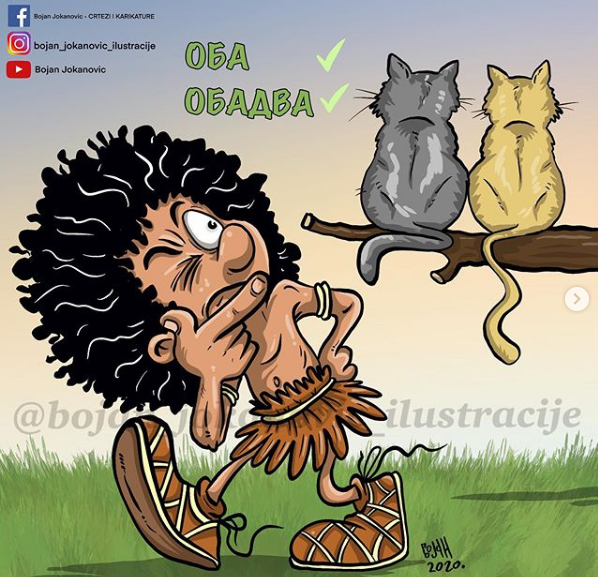 Bojan Jokanovic - CRTEZI I KARIKATURE
bojan_jokanovic_ilustracije
Bojan Jokanovic
ОБА
ОБАДВА
@bojan_jokanovic_ilustracije
БОЈАН
2020.